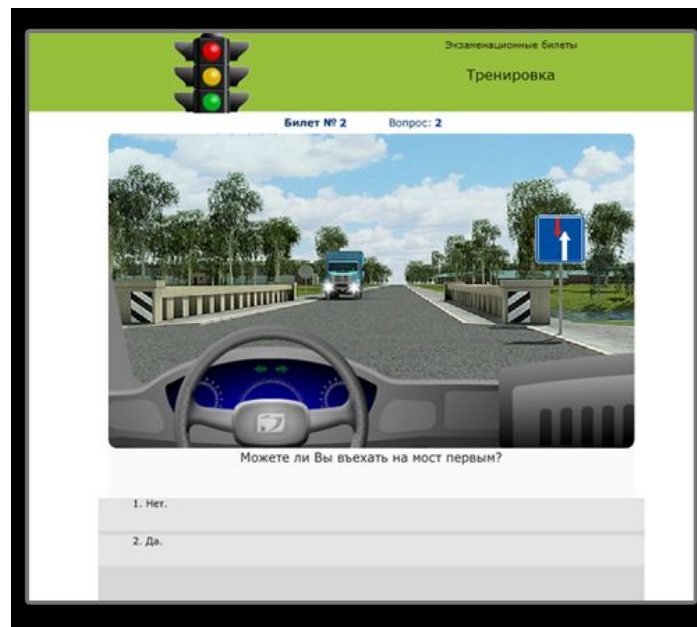 Экзаменационные билеты
Тренировка
Билет № 2 Вопрос: 2
Можете ли Вы въехать на мост первым?
1. Нет.
2. Да.